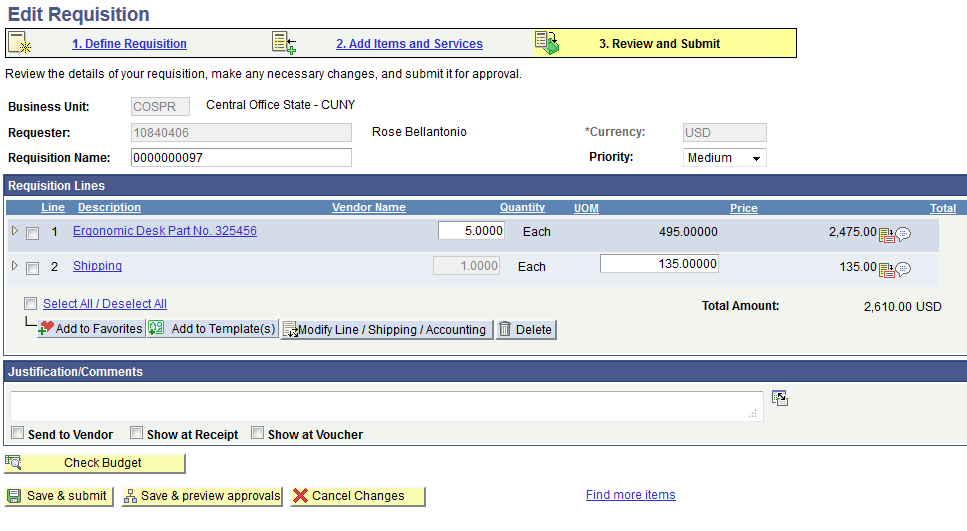 Edit Requisition
1. Define Requisition 2. Add Items and Services 3. Review and Submit
Review the details of your requisition, make any necessary changes, and submit it for approval.
Business Unit: COSPR Central Office State - CUNY
Requester: 10840406 Rose Bellantonio *Currency: USD
Requisition Name: 0000000097 Priority: Medium
Requisition Lines
Line Description Vendor Name Quantity UOM Price Total
1 Ergonomic Desk Part No. 325456 5.0000 Each 495.00000 2,475.00
2 Shipping 1.0000 Each 135.00000 135.00
Select All / Deselect All Total Amount: 2,610.00 USD
Add to Favorites Add to Template(s) Modify Line / Shipping / Accounting Delete
Justification/Comments
Send to Vendor Show at Receipt Show at Voucher
Check Budget
Save & submit Save & preview approvals Cancel Changes Find more items